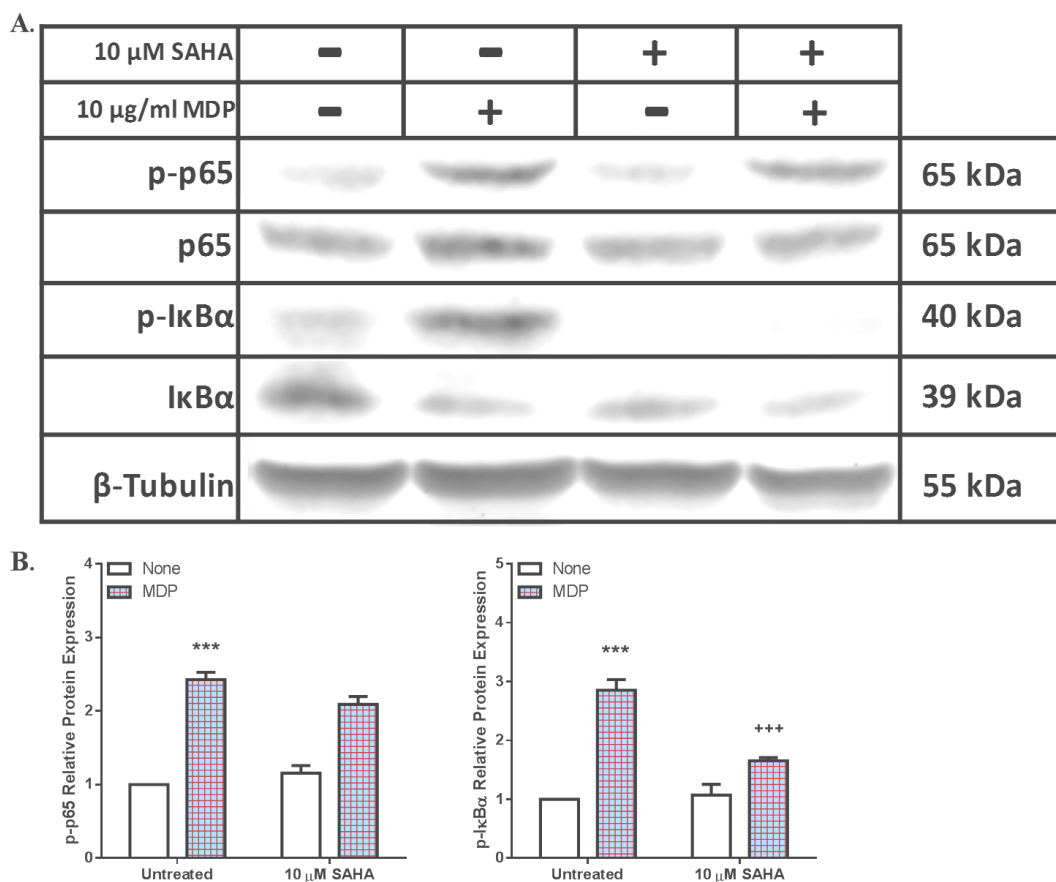 A.
10 µM SAHA - - + +
10 µg/ml MDP - + - +
p-p65 65 kDa
p65 65 kDa
p-IκBα 40 kDa
IκBα 39 kDa
β-Tubulin 55 kDa
B.
p-p65 Relative Protein Expression
4
3
2
1
0
None
MDP
***
Untreated
10 µM SAHA
p-IκBα Relative Protein Expression
5
4
3
2
1
0
None
MDP
***
+++
Untreated
10 µM SAHA